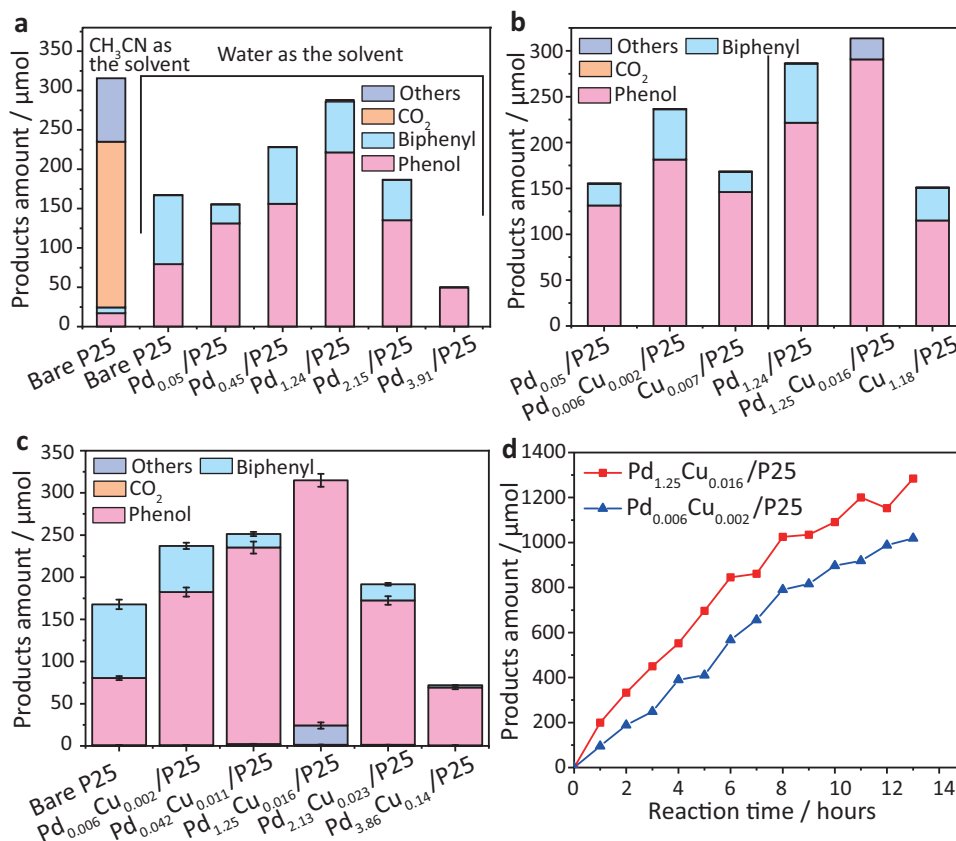 a
CH₃CN as
the solvent
Water as the solvent
Others
CO₂
Biphenyl
Phenol
Products amount / μmol
350
300
250
200
150
100
50
0
Bare P25
Bare P25
Pd₀.₀₅/P25
Pd₀.₄₅/P25
Pd₁.₂₄/P25
Pd₂.₁₅/P25
Pd₃.₉₁/P25
b
Others
Biphenyl
CO₂
Phenol
Products amount / μmol
300
250
200
150
100
50
0
Pd₀.₀₅/P25
Pd₀.₀₀₆Cu₀.₀₀₂/P25
Cu₀.₀₀₇/P25
Pd₁.₂₄/P25
Pd₁.₂₅Cu₀.₀₁₆/P25
Cu₁.₁₈/P25
c
Others
Biphenyl
CO₂
Phenol
Products amount / μmol
350
300
250
200
150
100
50
0
Bare P25
Pd₀.₀₀₆Cu₀.₀₀₂/P25
Pd₀.₀₄₂Cu₀.₀₁₁/P25
Pd₁.₂₅Cu₀.₀₁₆/P25
Pd₂.₁₃Cu₀.₀₂₃/P25
Pd₃.₈₆Cu₀.₁₄/P25
d
Pd₁.₂₅Cu₀.₀₁₆/P25
Pd₀.₀₀₆Cu₀.₀₀₂/P25
Products amount / μmol
1400
1200
1000
800
600
400
200
0
0 2 4 6 8 10 12 14
Reaction time / hours